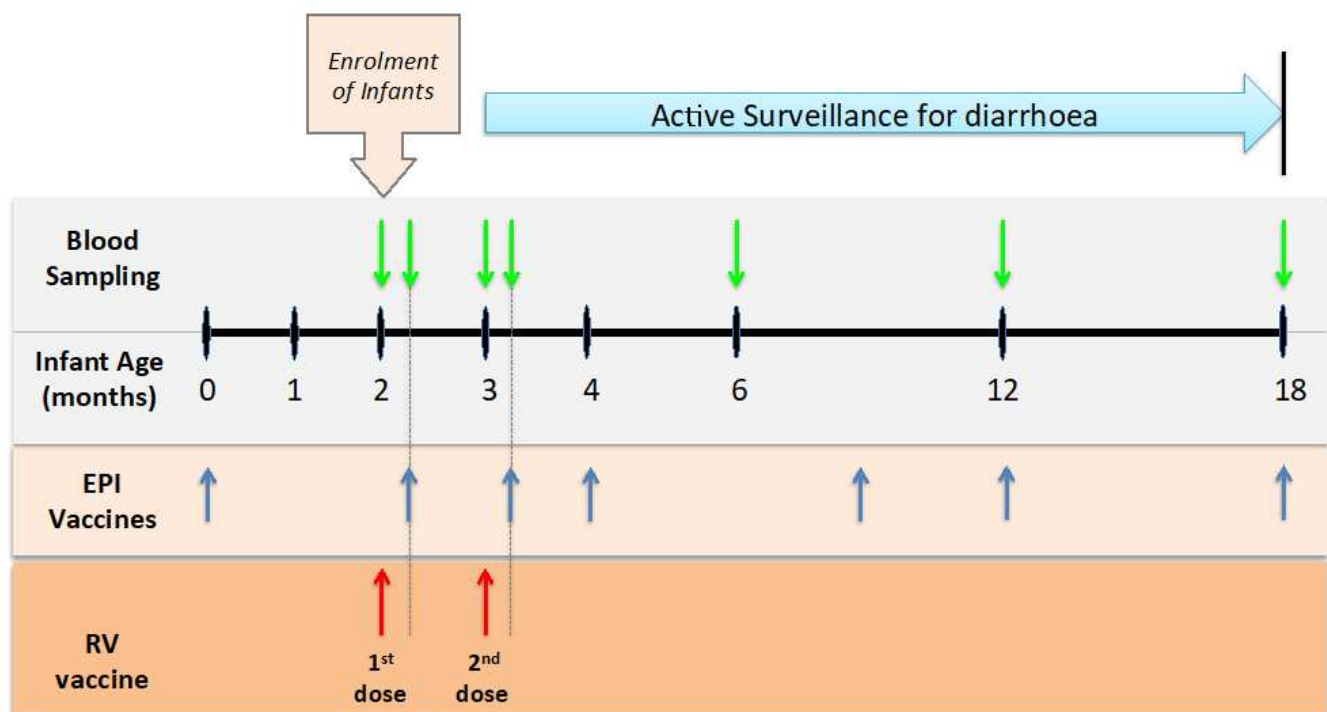 Enrolment
of Infants
Active Surveillance for diarrhoea
Blood
Sampling
Infant Age
(months)
0 1 2 3 4 6 12 18
EPI
Vaccines
RV
vaccine
1st
dose
2nd
dose